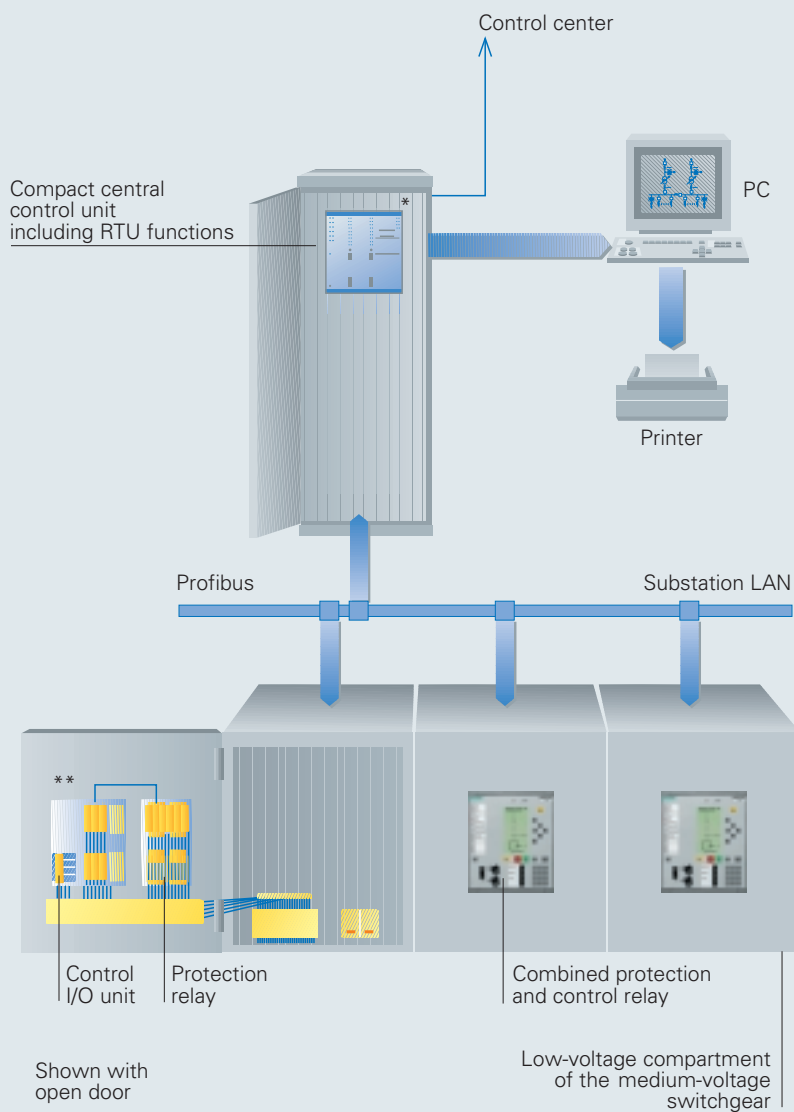 Control center
Compact central
control unit
including RTU functions
*
PC
Printer
Profibus
Substation LAN
**
Control
I/O unit
Protection
relay
Combined protection
and control relay
Shown with
open door
Low-voltage compartment
of the medium-voltage
switchgear